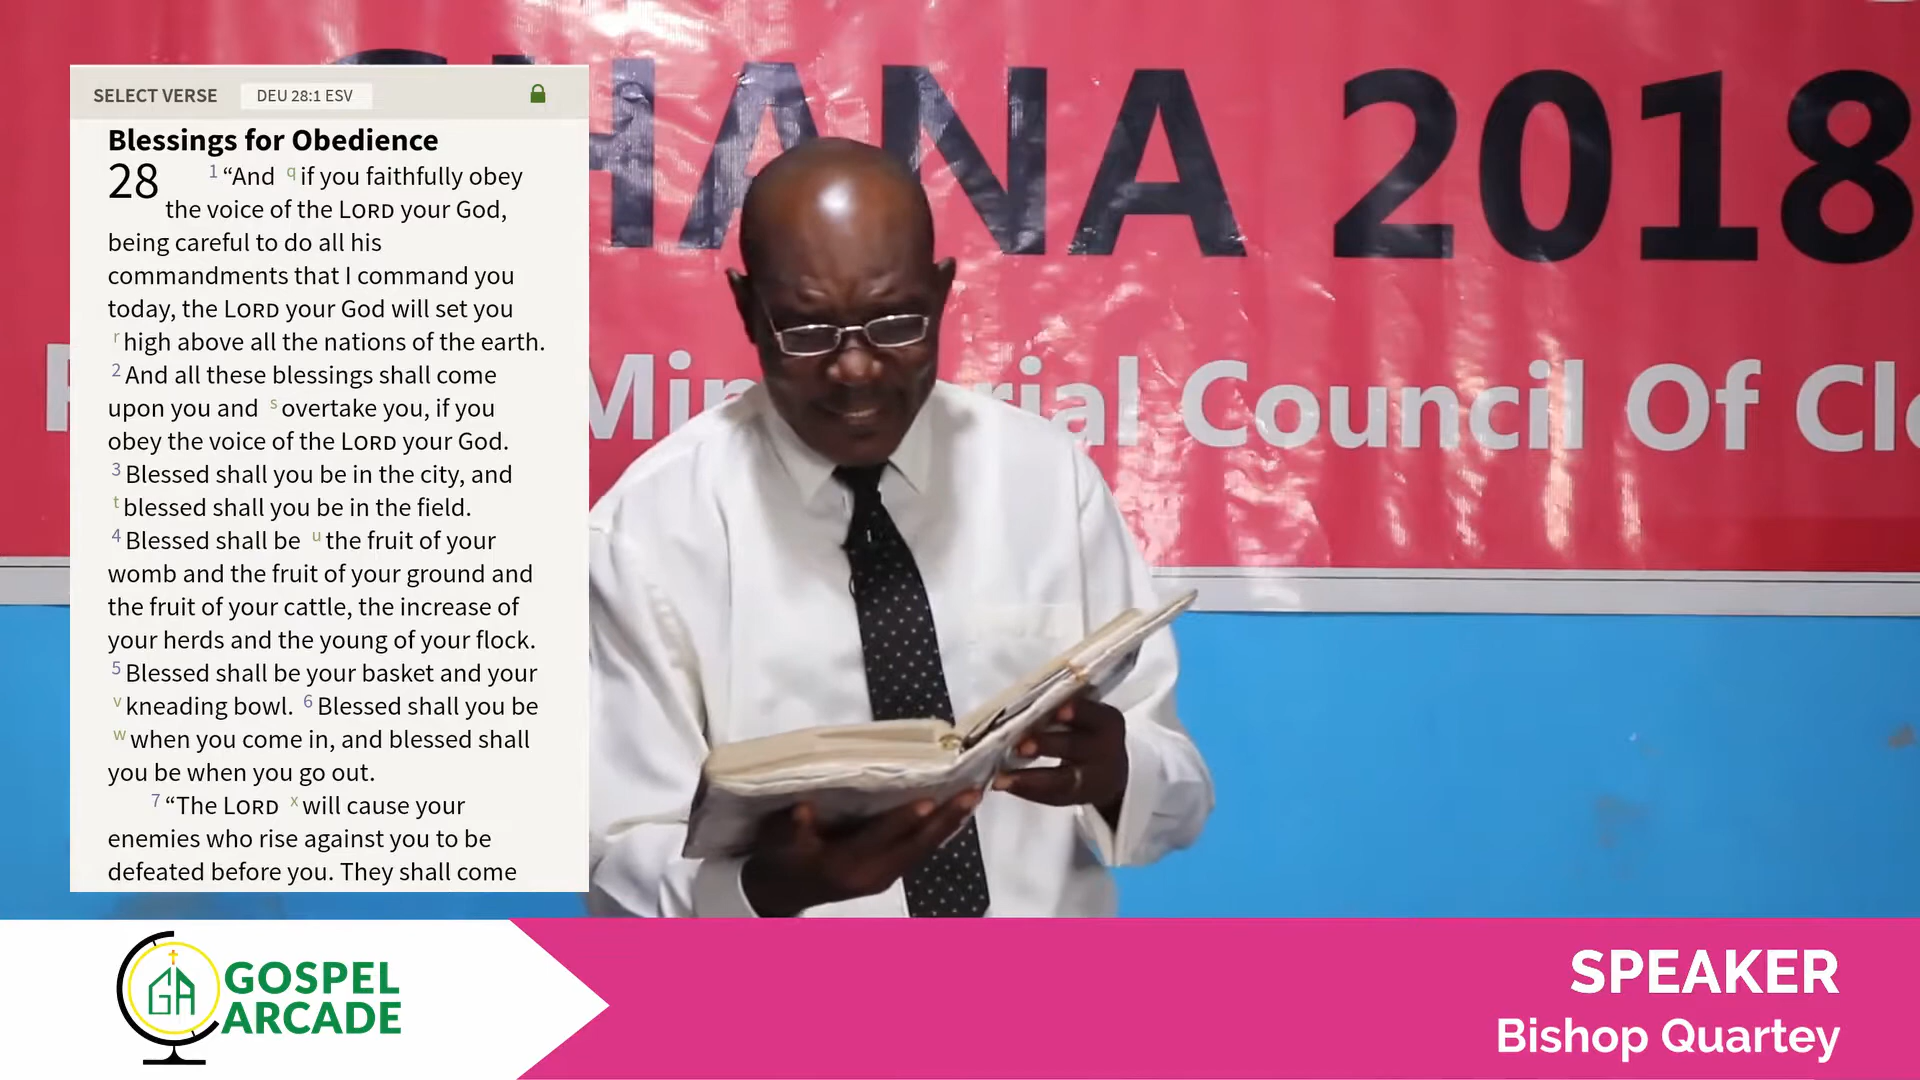 GHANA 2018
Ministerial Council Of
SELECT VERSE DEU 28:1 ESV
Blessings for Obedience
28 1 “And q if you faithfully obey
the voice of the LORD your God,
being careful to do all his
commandments that I command you
today, the LORD your God will set you
r high above all the nations of the earth.
2 And all these blessings shall come
upon you and s overtake you, if you
obey the voice of the LORD your God.
3 Blessed shall you be in the city, and
t blessed shall you be in the field.
4 Blessed shall be u the fruit of your
womb and the fruit of your ground and
the fruit of your cattle, the increase of
your herds and the young of your flock.
5 Blessed shall be your basket and your
v kneading bowl. 6 Blessed shall you be
w when you come in, and blessed shall
you be when you go out.
7 “The LORD x will cause your
enemies who rise against you to be
defeated before you. They shall come
GA
GOSPEL
ARCADE
SPEAKER
Bishop Quartey